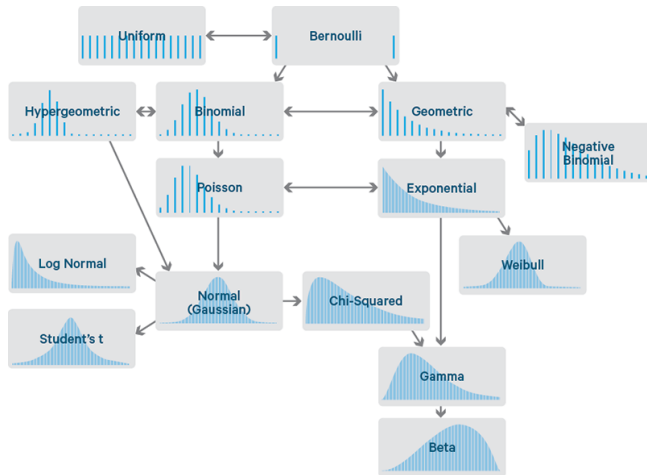 Uniform
Bernoulli
Hypergeometric
Binomial
Geometric
Negative
Binomial
Poisson
Exponential
Log Normal
Weibull
Normal
(Gaussian)
Chi-Squared
Student's t
Gamma
Beta